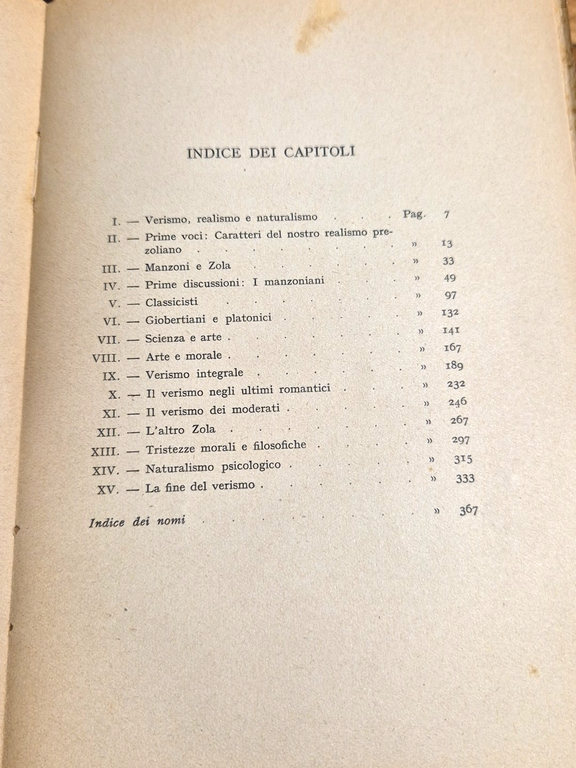 INDICE DEI CAPITOLI
I. — Verismo, realismo e naturalismo . . . Pag. 7
II. — Prime voci: Caratteri del nostro realismo pre-
zoliano . . . . . . . » 13
III. — Manzoni e Zola . . . . . . » 33
IV. — Prime discussioni: I manzoniani . . . » 49
V. — Classicisti . . . . . . » 97
VI. — Giobertiani e platonici . . . . . » 132
VII. — Scienza e arte . . . . . . » 141
VIII. — Arte e morale . . . . . . » 167
IX. — Verismo integrale . . . . . » 189
X. — Il verismo negli ultimi romantici . . . » 232
XI. — Il verismo dei moderati . . . . . » 246
XII. — L'altro Zola . . . . . . » 267
XIII. — Tristezze morali e filosofiche . . . . » 297
XIV. — Naturalismo psicologico . . . . . » 315
XV. — La fine del verismo . . . . . . » 333
Indice dei nomi . . . . . . . . » 367